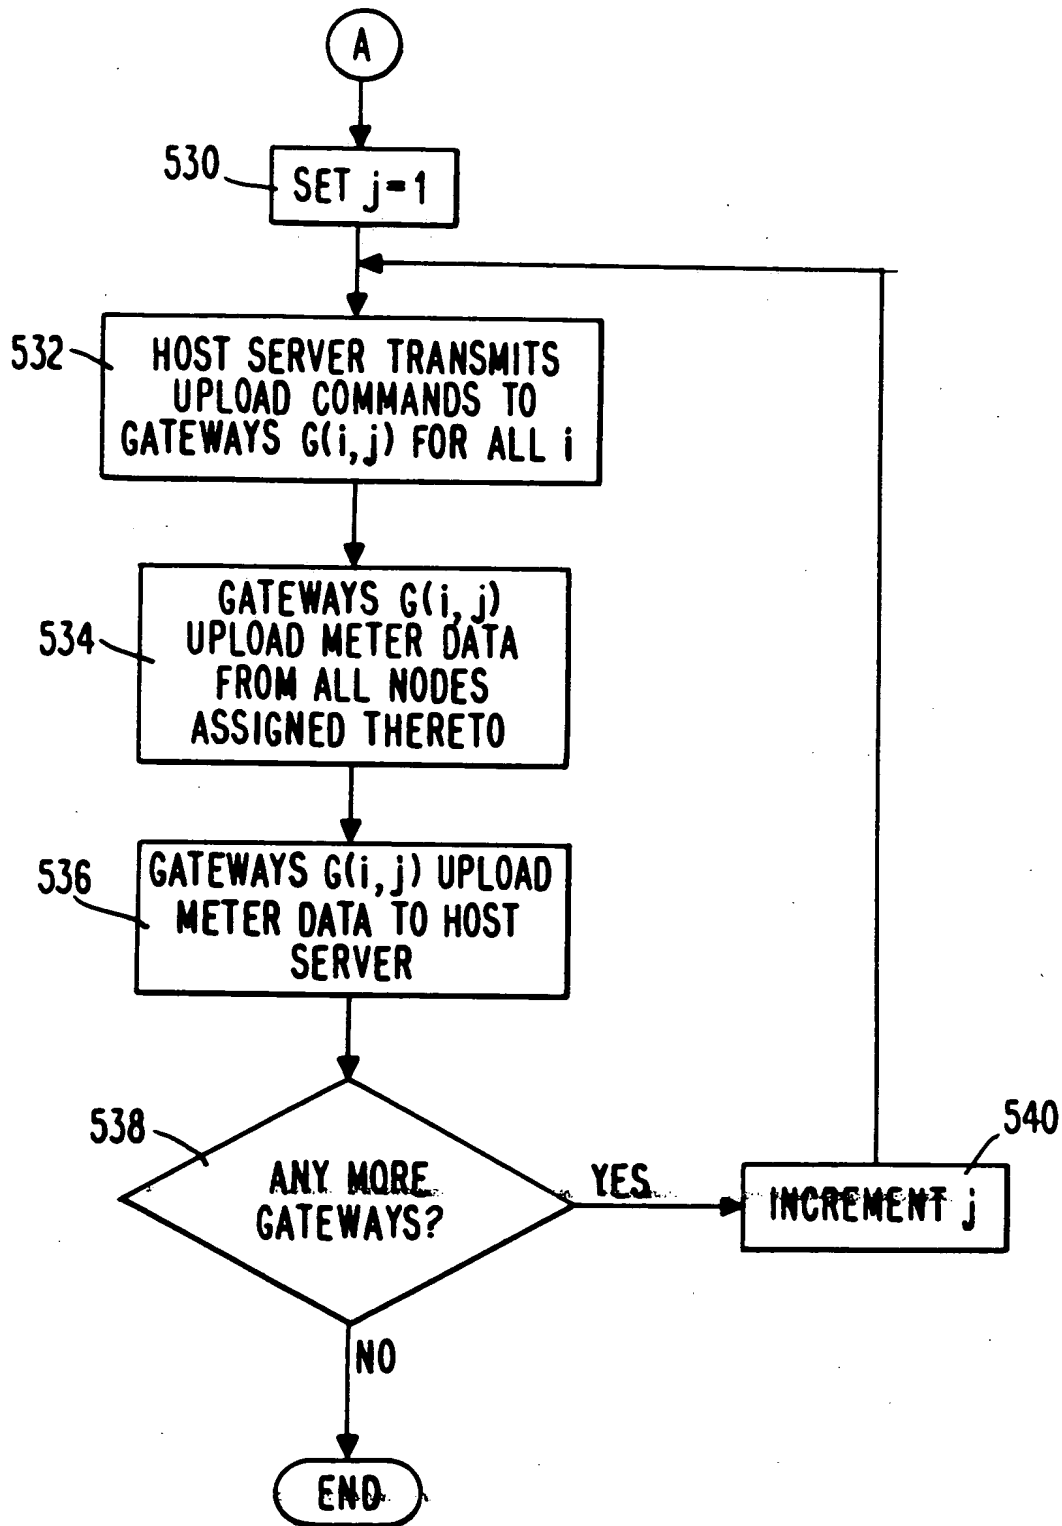 A
530
SET j=1
532
HOST SERVER TRANSMITS
UPLOAD COMMANDS TO
GATEWAYS G(i,j) FOR ALL i
534
GATEWAYS G(i,j)
UPLOAD METER DATA
FROM ALL NODES
ASSIGNED THERETO
536
GATEWAYS G(i,j) UPLOAD
METER DATA TO HOST
SERVER
538
ANY MORE
GATEWAYS?
YES
540
INCREMENT j
NO
END